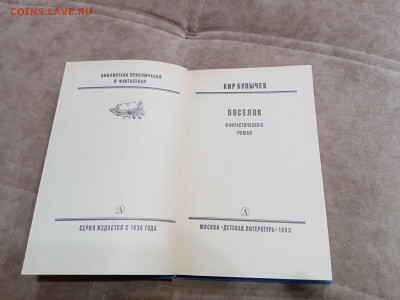 COINS.LAVE.RU
БИБЛИОТЕКА ПРИКЛЮЧЕНИЙ
И ФАНТАСТИКИ
СЕРИЯ ИЗДАЕТСЯ С 1936 ГОДА
КИР БУЛЫЧЕВ
ПОСЕЛОК
ФАНТАСТИЧЕСКИЙ
РОМАН
МОСКВА «ДЕТСКАЯ ЛИТЕРАТУРА» 1993